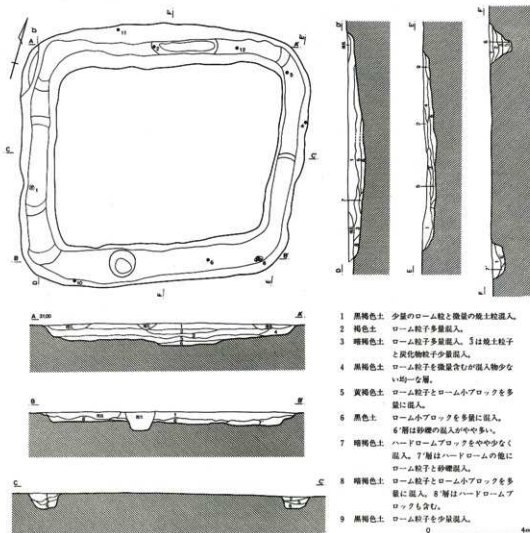 A 21.00 A'
B B'
C C'
1 黒褐色土 少量のローム粒と微量の焼土粒混入。
2 褐色土 ローム粒子多量混入。
3 暗褐色土 ローム粒子多量混入。3̄は焼土粒子
と炭化物粒子少量混入。
4 黒褐色土 ローム粒子を微量含むが混入物少な
い均一な層。
5 黄褐色土 ローム粒子とローム小ブロックを多
量に混入。
6 黒色土 ローム小ブロックを多量に混入。
6'層は砂礫の混入がやや多い。
7 暗褐色土 ハードロームブロックをやや少なく
混入。7'層はハードロームの他に
ローム粒子と砂礫混入。
8 暗褐色土 ローム粒子とローム小ブロックを多
量に混入。8'層はハードロームブ
ロックも含む。
9 黒褐色土 ローム粒子を少量混入。
0 4m